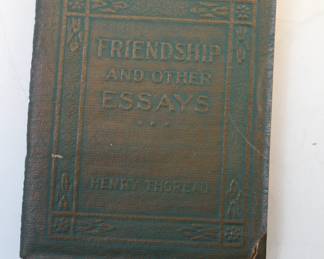 FRIENDSHIP
AND OTHER
ESSAYS
HENRY THOREAU